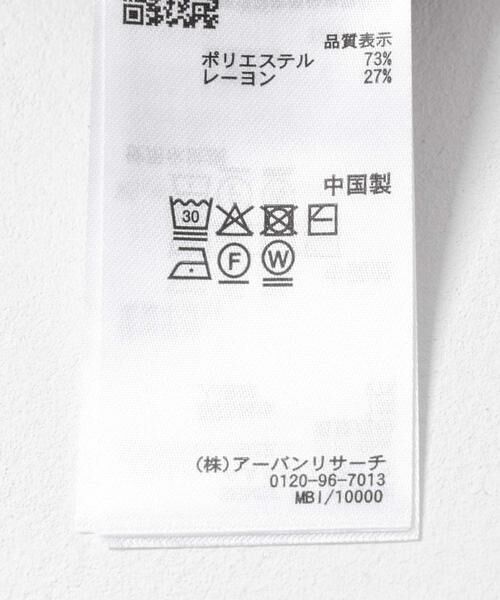 品質表示
ポリエステル 73%
レーヨン 27%
中国製
30
F W
(株)アーバンリサーチ
0120-96-7013
MBI/10000